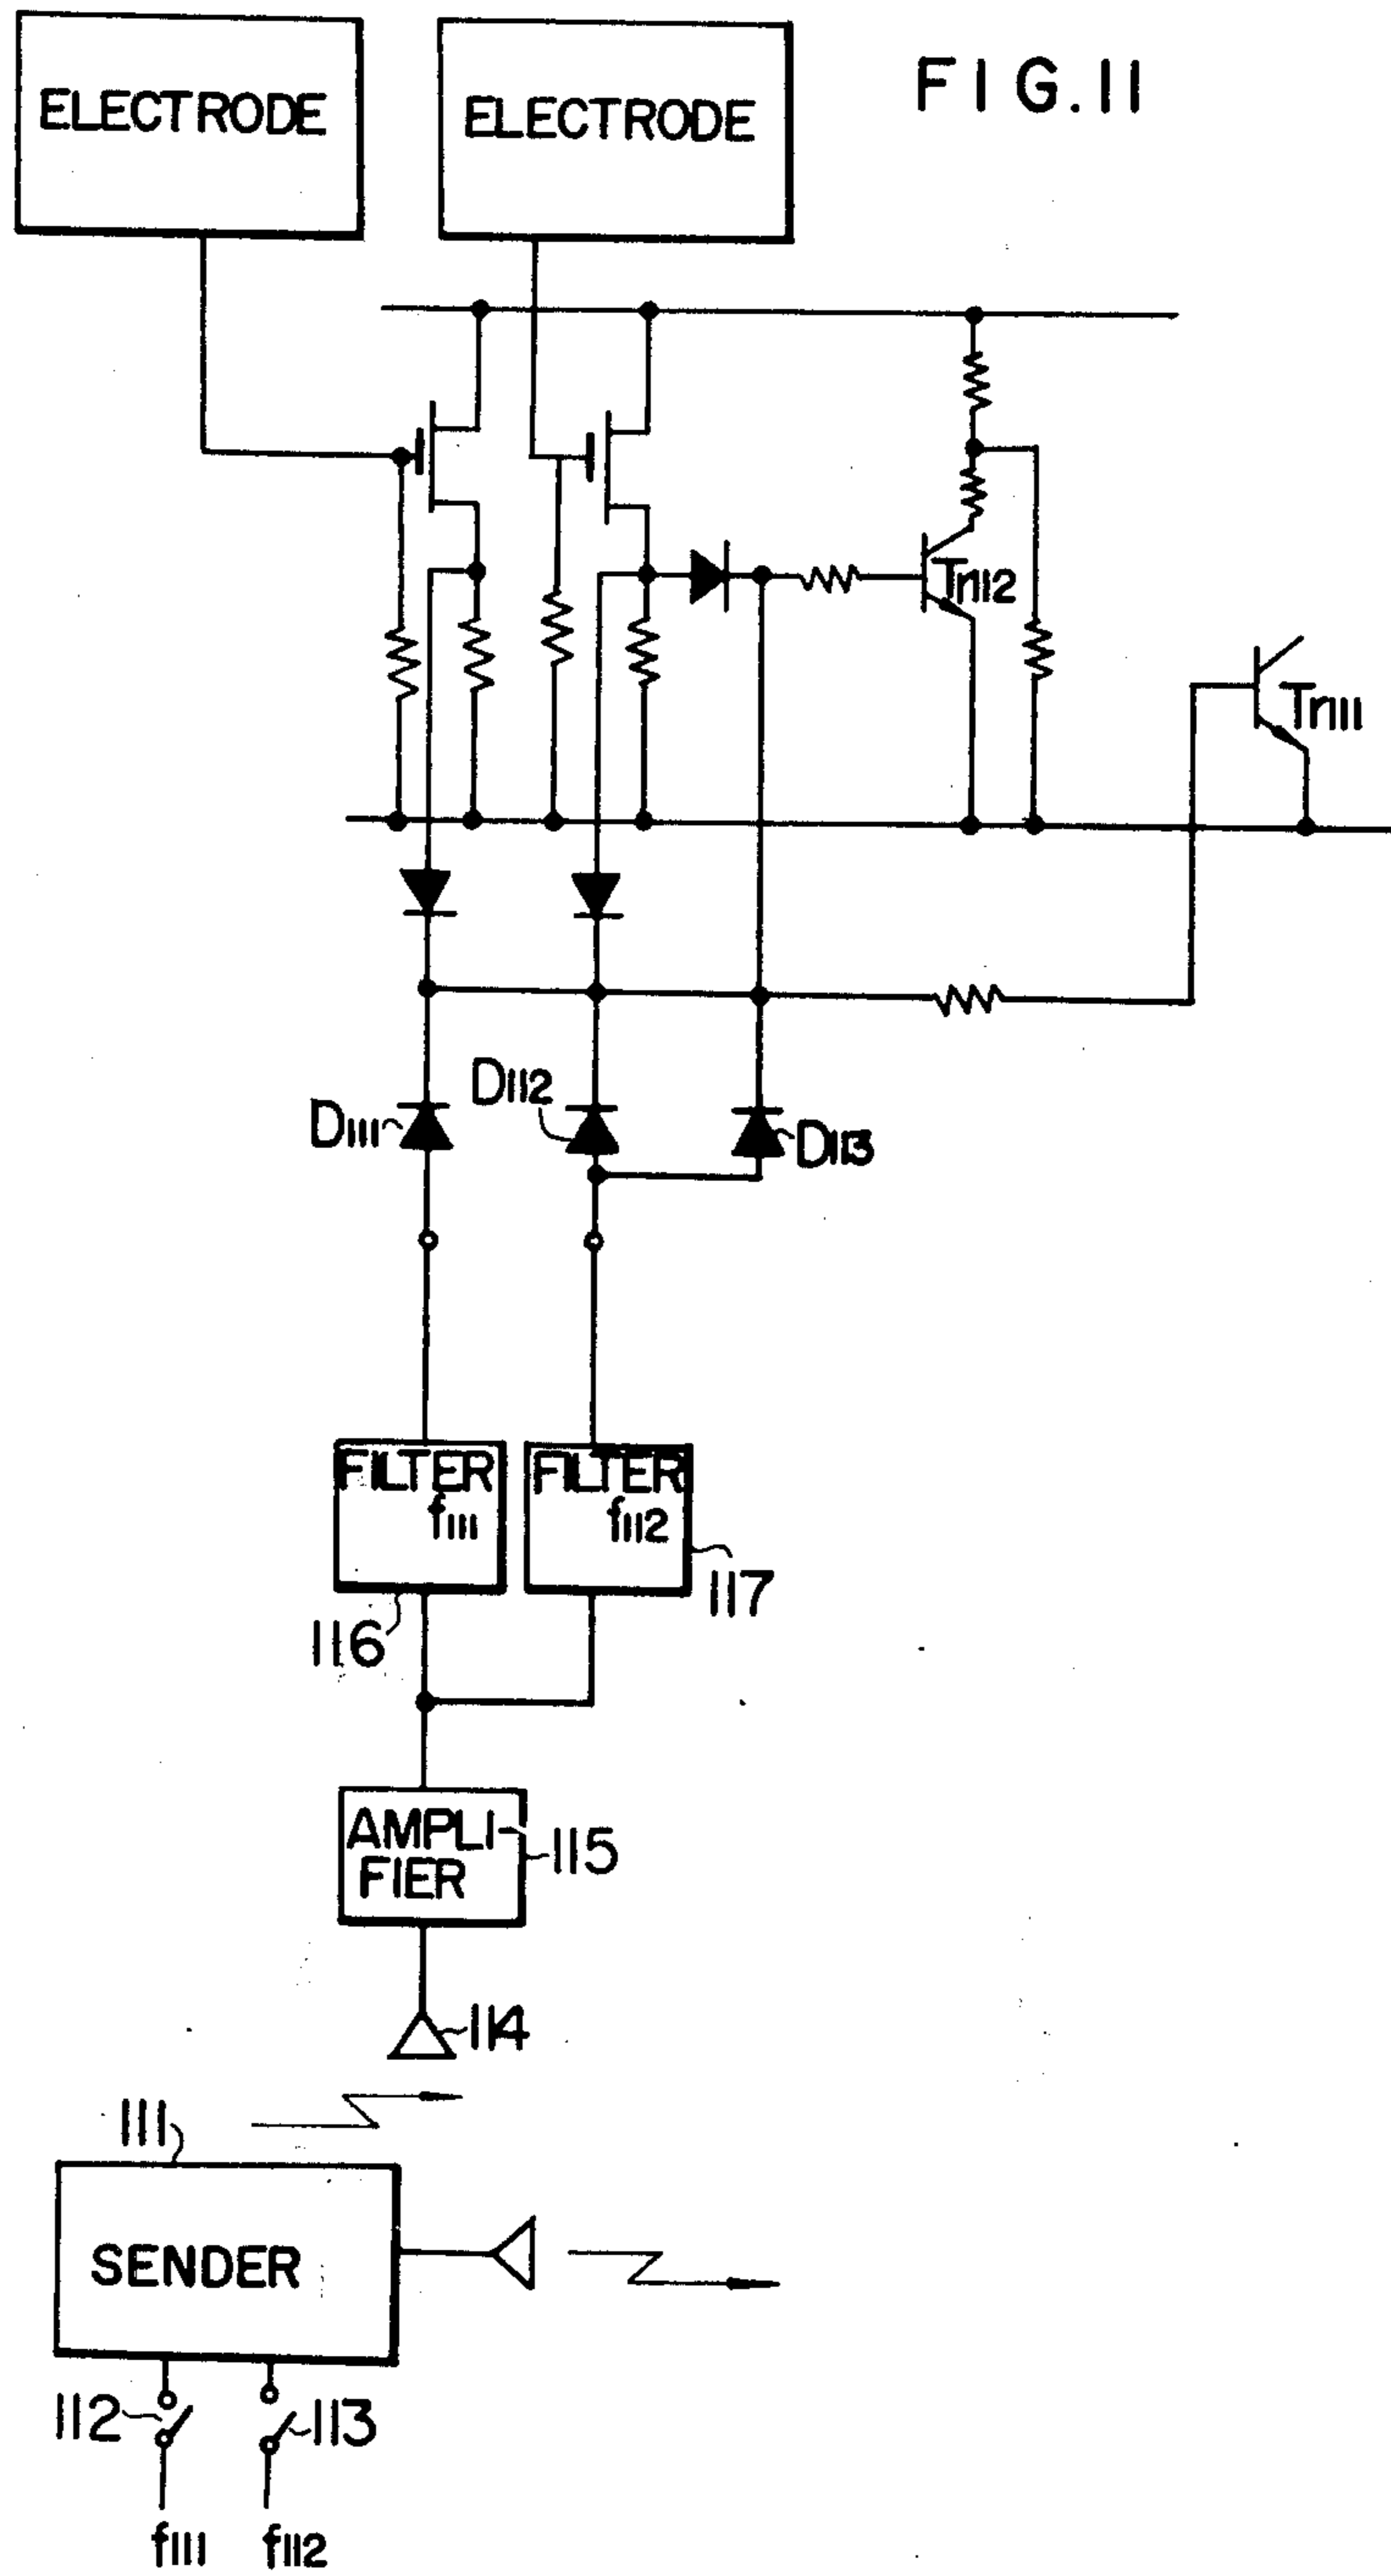 FIG. 11
ELECTRODE
ELECTRODE
Tr112
Tr111
D111
D112
D113
FILTER
f111
FILTER
f112
116
117
AMPLI-
FIER
115
114
111
SENDER
112
113
f111
f112